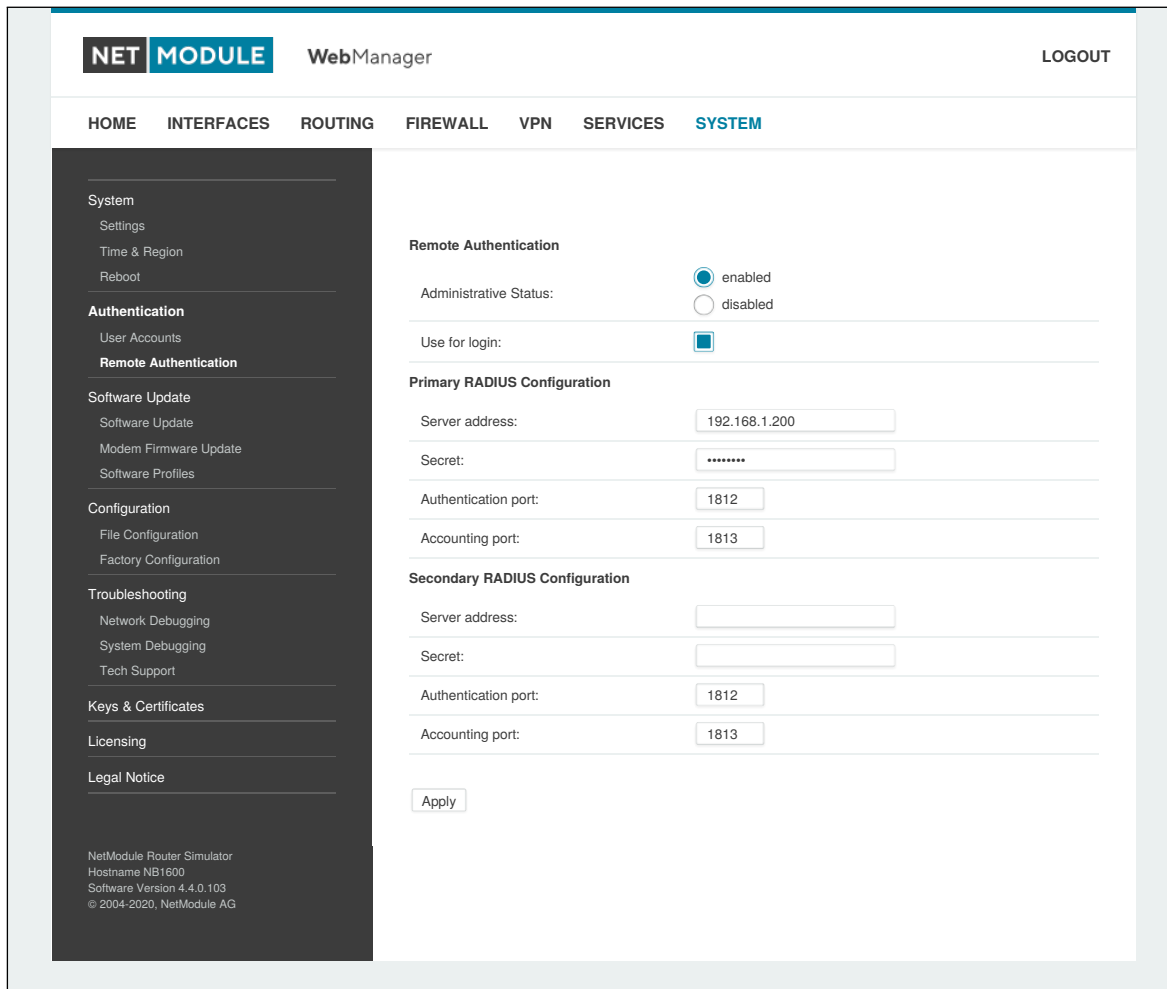 NET MODULE WebManager LOGOUT
HOME INTERFACES ROUTING FIREWALL VPN SERVICES SYSTEM
System
Settings
Time & Region
Reboot
Authentication
User Accounts
Remote Authentication
Software Update
Software Update
Modem Firmware Update
Software Profiles
Configuration
File Configuration
Factory Configuration
Troubleshooting
Network Debugging
System Debugging
Tech Support
Keys & Certificates
Licensing
Legal Notice
NetModule Router Simulator
Hostname NB1600
Software Version 4.4.0.103
© 2004-2020, NetModule AG
Remote Authentication
Administrative Status:
enabled
disabled
Use for login:
Primary RADIUS Configuration
Server address: 192.168.1.200
Secret: ••••••••
Authentication port: 1812
Accounting port: 1813
Secondary RADIUS Configuration
Server address:
Secret:
Authentication port: 1812
Accounting port: 1813
Apply